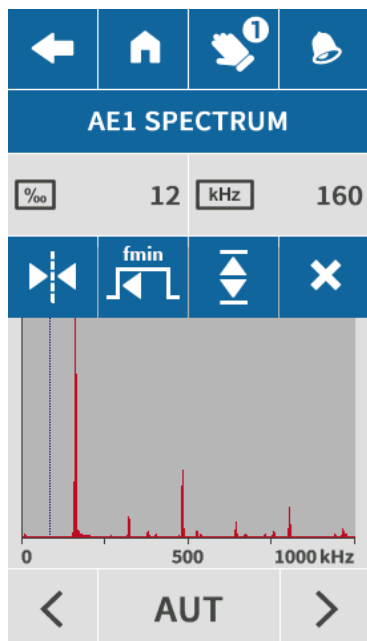 1
AE1 SPECTRUM
‰ 12 kHz 160
fmin
0 500 1000 kHz
AUT